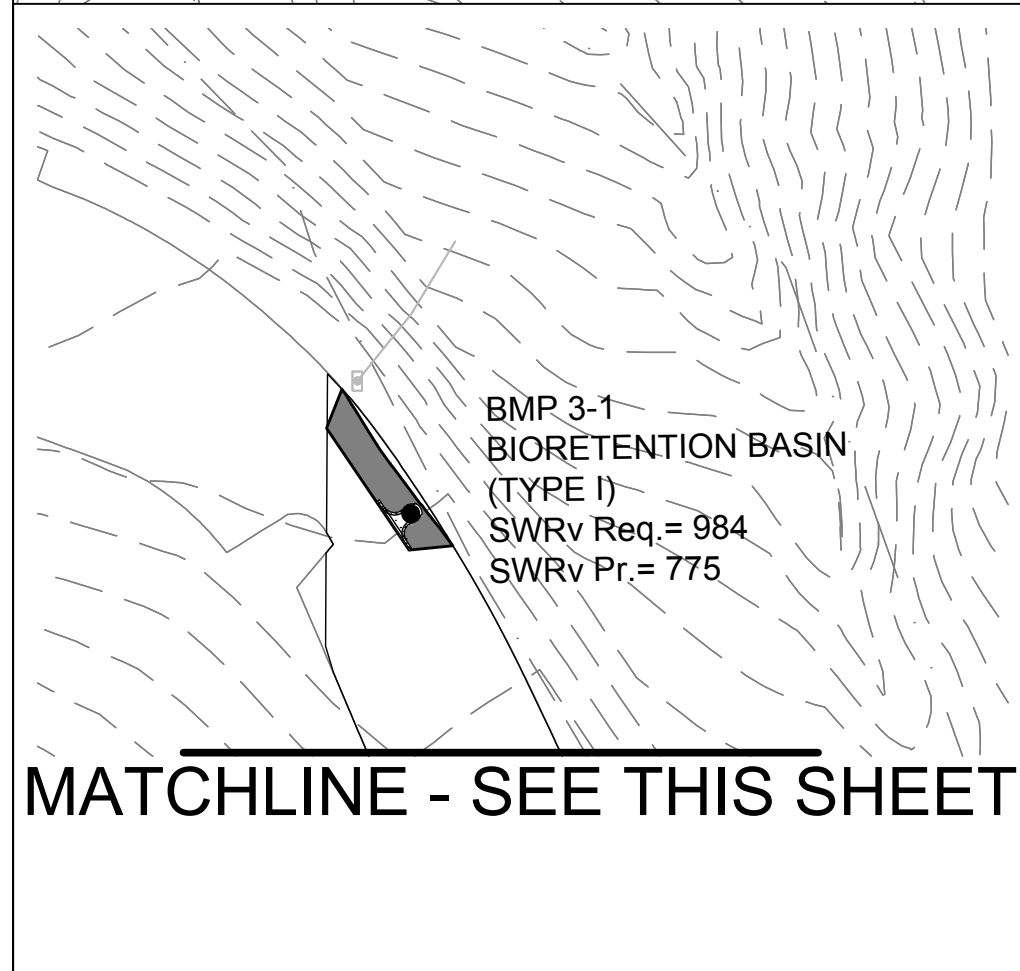 BMP 3-1
BIORETENTION BASIN
(TYPE I)
SWRv Req.= 984
SWRv Pr.= 775
MATCHLINE - SEE THIS SHEET